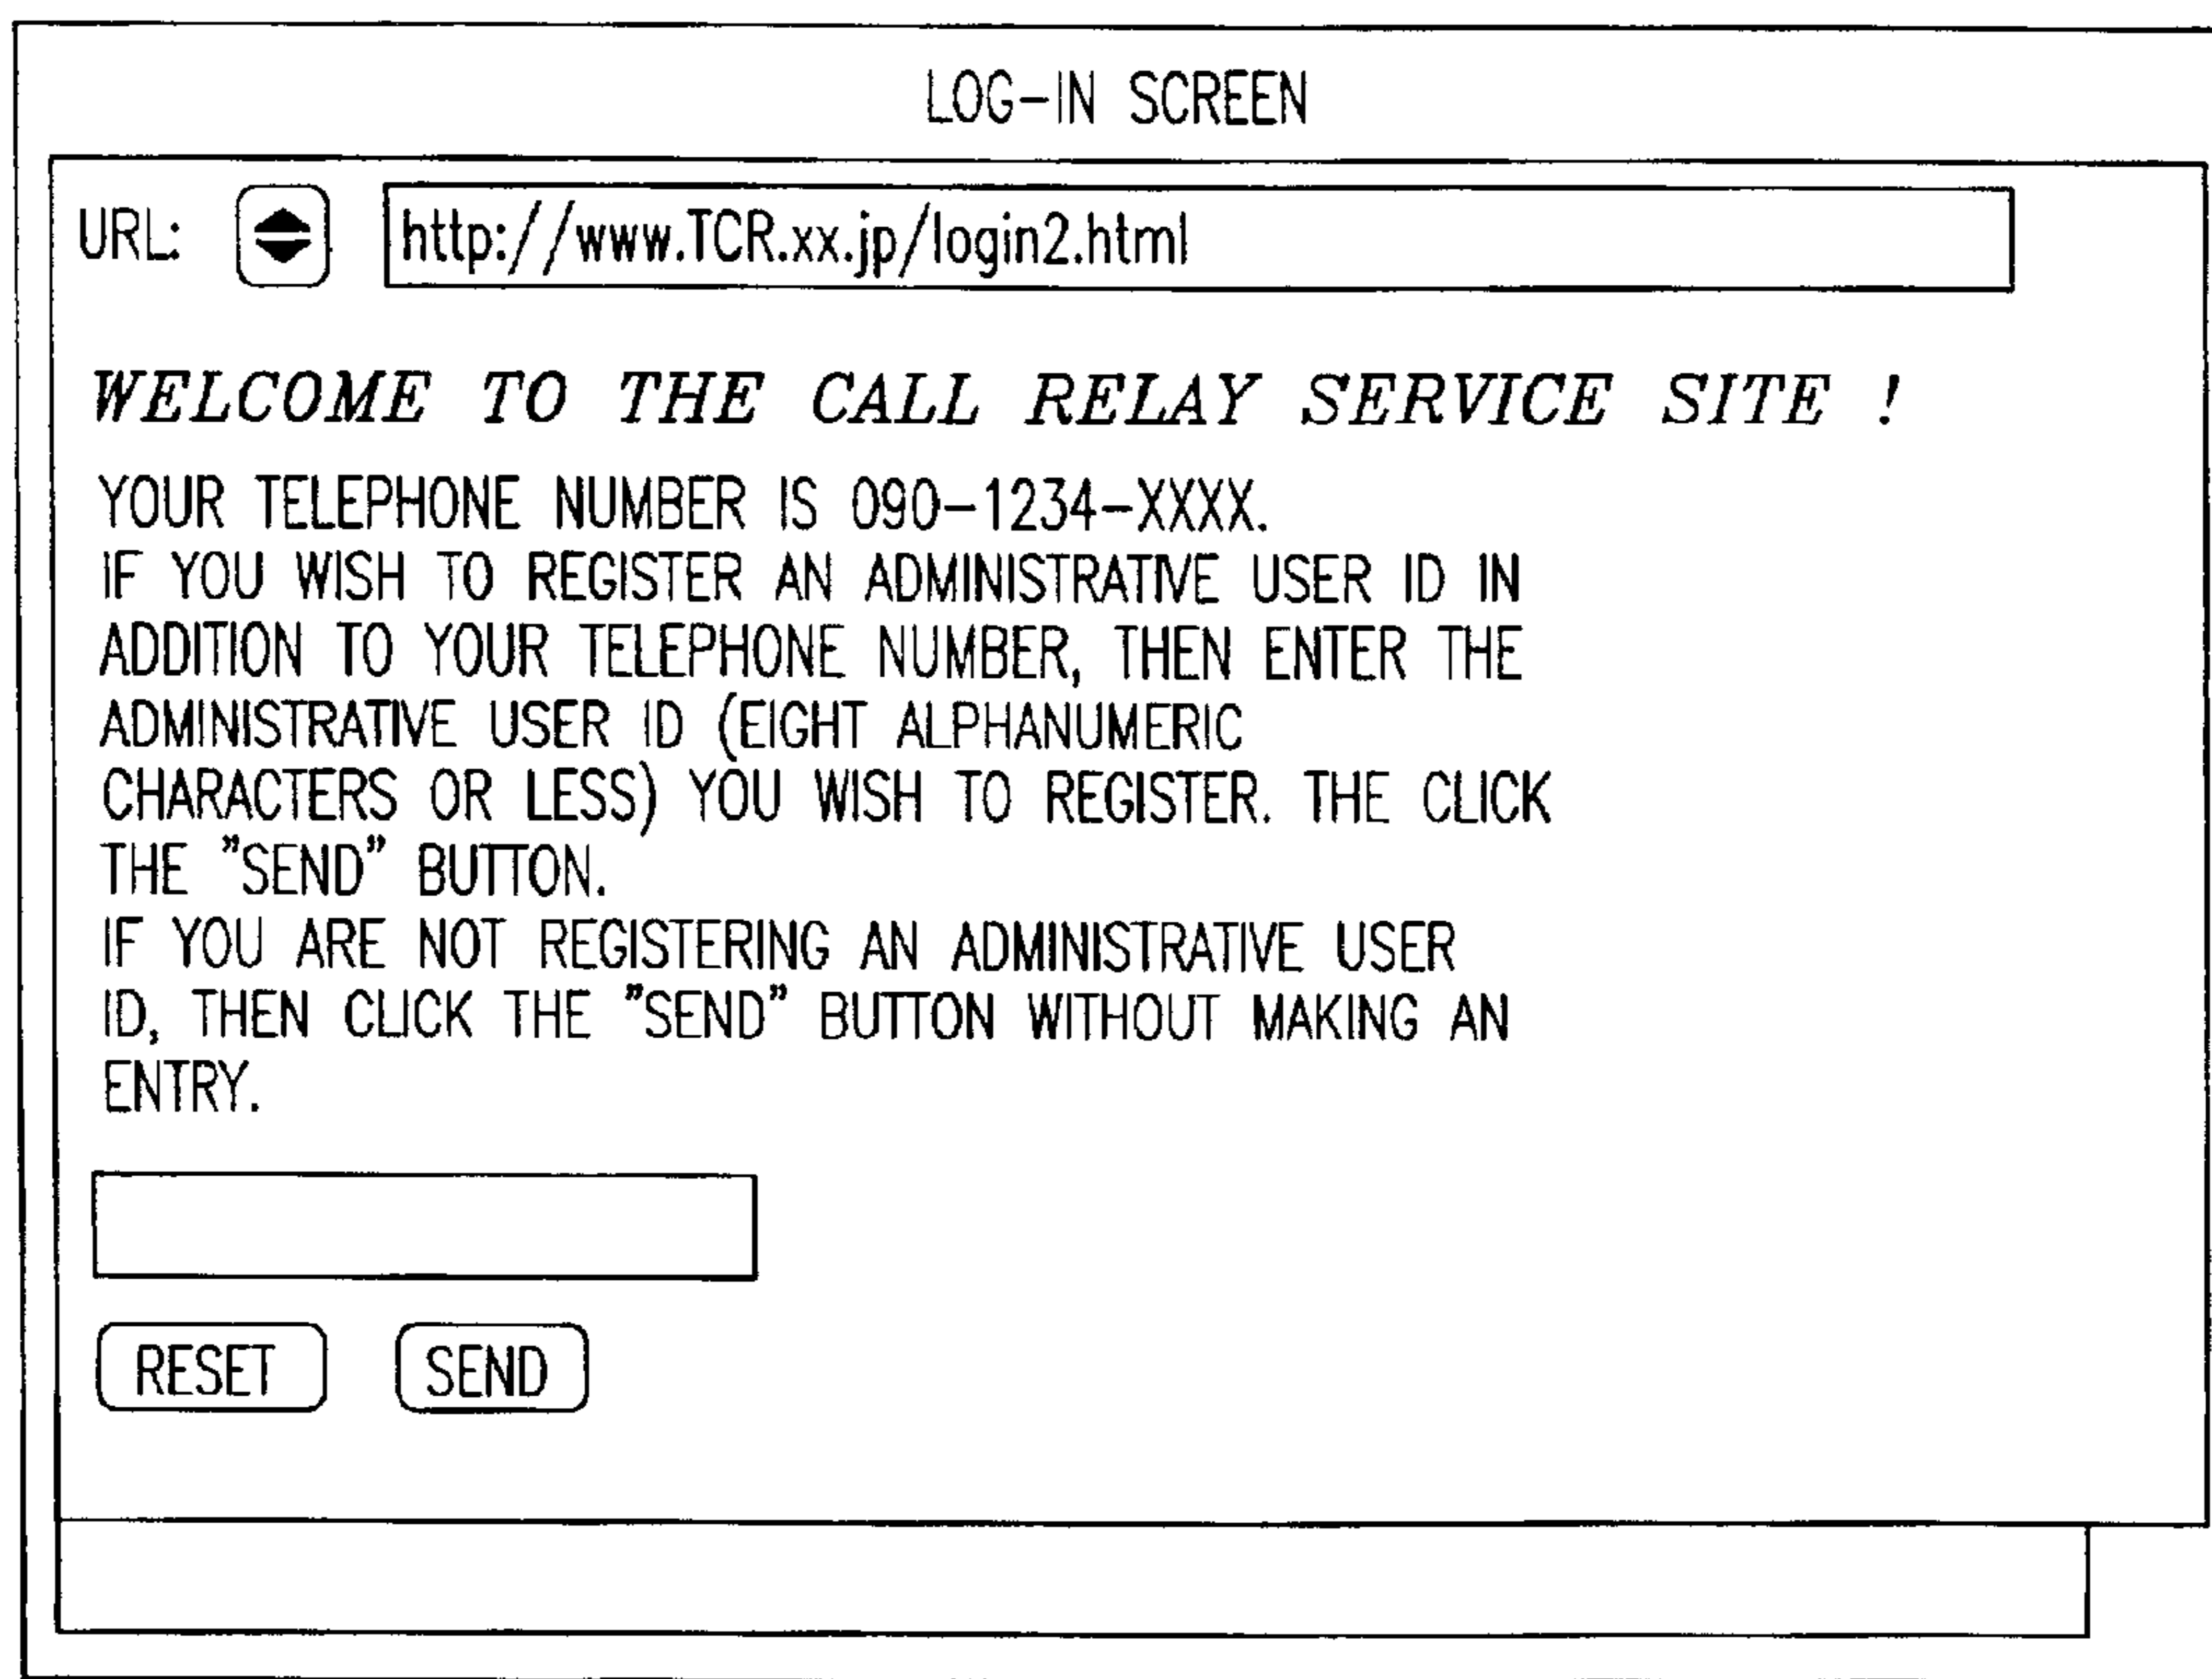 LOG-IN SCREEN
URL: http://www.TCR.xx.jp/login2.html
WELCOME TO THE CALL RELAY SERVICE SITE !
YOUR TELEPHONE NUMBER IS 090-1234-XXXX.
IF YOU WISH TO REGISTER AN ADMINISTRATIVE USER ID IN
ADDITION TO YOUR TELEPHONE NUMBER, THEN ENTER THE
ADMINISTRATIVE USER ID (EIGHT ALPHANUMERIC
CHARACTERS OR LESS) YOU WISH TO REGISTER. THE CLICK
THE "SEND" BUTTON.
IF YOU ARE NOT REGISTERING AN ADMINISTRATIVE USER
ID, THEN CLICK THE "SEND" BUTTON WITHOUT MAKING AN
ENTRY.
RESET SEND